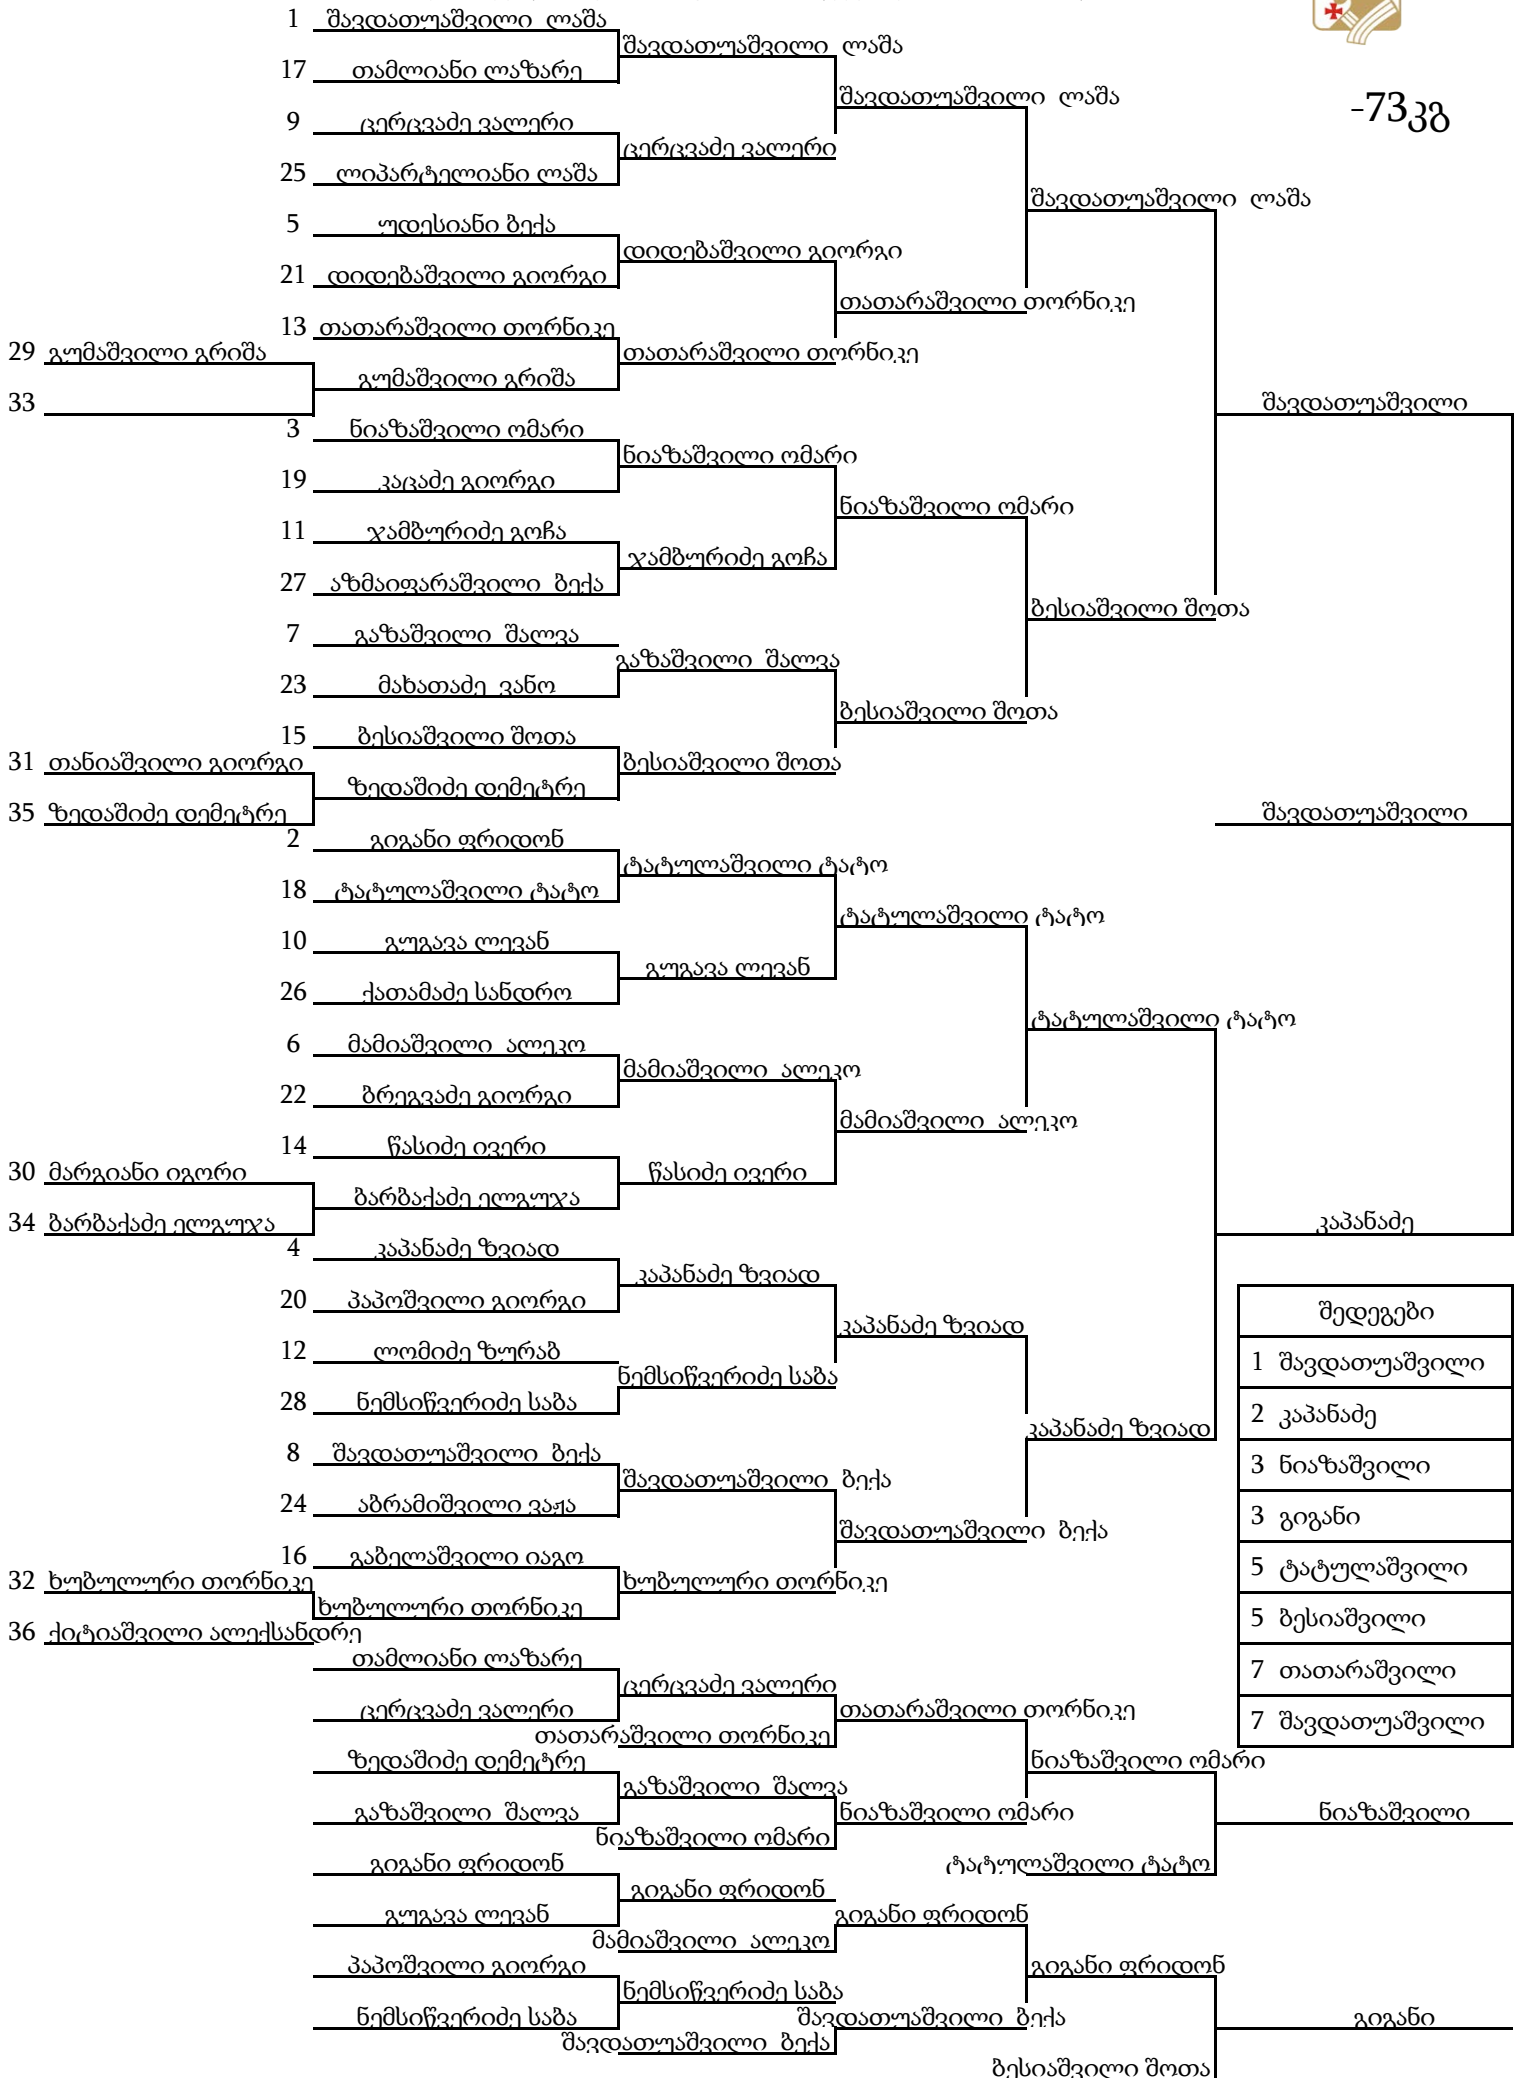 1 შავდათუაშვილი ლაშა
შავდათუაშვილი ლაშა
17 თამლიანი ლაზარე
შავდათუაშვილი ლაშა
-73კგ
9 ცერცვაძე ვალერი
ცერცვაძე ვალერი
25 ლიპარტელიანი ლაშა
შავდათუაშვილი ლაშა
5 უდესიანი ბექა
დიდებაშვილი გიორგი
21 დიდებაშვილი გიორგი
თათარაშვილი თორნიკე
13 თათარაშვილი თორნიკე
29 გუმაშვილი გრიშა
თათარაშვილი თორნიკე
გუმაშვილი გრიშა
33
შავდათუაშვილი
3 ნიაზაშვილი ომარი
ნიაზაშვილი ომარი
19 კაცაძე გიორგი
ნიაზაშვილი ომარი
11 ჯამბურიძე გოჩა
ჯამბურიძე გოჩა
27 აზმაიფარაშვილი ბექა
ბესიაშვილი შოთა
7 გაზაშვილი შალვა
გაზაშვილი შალვა
23 მახათაძე ვანო
ბესიაშვილი შოთა
15 ბესიაშვილი შოთა
31 თანიაშვილი გიორგი
ბესიაშვილი შოთა
ზედაშიძე დემეტრე
35 ზედაშიძე დემეტრე
შავდათუაშვილი
2 გიგანი ფრიდონ
ტატულაშვილი ტატო
18 ტატულაშვილი ტატო
ტატულაშვილი ტატო
10 გუგავა ლევან
გუგავა ლევან
26 ქათამაძე სანდრო
ტატულაშვილი ტატო
6 მამიაშვილი ალეკო
მამიაშვილი ალეკო
22 ბრეგვაძე გიორგი
მამიაშვილი ალეკო
14 წასიძე ივერი
30 მარგიანი იგორი
წასიძე ივერი
ბარბაქაძე ელგუჯა
34 ბარბაქაძე ელგუჯა
კაპანაძე
4 კაპანაძე ზვიად
კაპანაძე ზვიად
20 პაპოშვილი გიორგი
შედეგები
კაპანაძე ზვიად
12 ლომიძე ზურაბ
1 შავდათუაშვილი
ნემსიწვერიძე საბა
28 ნემსიწვერიძე საბა
2 კაპანაძე
კაპანაძე ზვიად
8 შავდათუაშვილი ბექა
3 ნიაზაშვილი
შავდათუაშვილი ბექა
24 აბრამიშვილი ვაჟა
3 გიგანი
შავდათუაშვილი ბექა
16 გაბელაშვილი იაგო
5 ტატულაშვილი
32 ხუბულური თორნიკე
ხუბულური თორნიკე
ხუბულური თორნიკე
5 ბესიაშვილი
36 ქიტიაშვილი ალექსანდრე
თამლიანი ლაზარე
7 თათარაშვილი
ცერცვაძე ვალერი
ცერცვაძე ვალერი
თათარაშვილი თორნიკე
7 შავდათუაშვილი
თათარაშვილი თორნიკე
ზედაშიძე დემეტრე
ნიაზაშვილი ომარი
გაზაშვილი შალვა
გაზაშვილი შალვა
ნიაზაშვილი ომარი
ნიაზაშვილი
ნიაზაშვილი ომარი
გიგანი ფრიდონ
ტატულაშვილი ტატო
გიგანი ფრიდონ
გუგავა ლევან
გიგანი ფრიდონ
მამიაშვილი ალეკო
პაპოშვილი გიორგი
გიგანი ფრიდონ
ნემსიწვერიძე საბა
ნემსიწვერიძე საბა
შავდათუაშვილი ბექა
გიგანი
შავდათუაშვილი ბექა
ბესიაშვილი შოთა